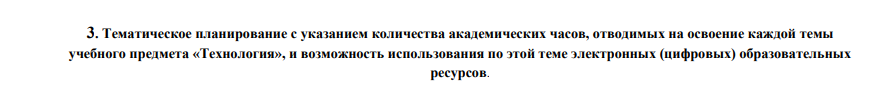 3. Тематическое планирование с указанием количества академических часов, отводимых на освоение каждой темы
учебного предмета «Технология», и возможность использования по этой теме электронных (цифровых) образовательных
ресурсов.